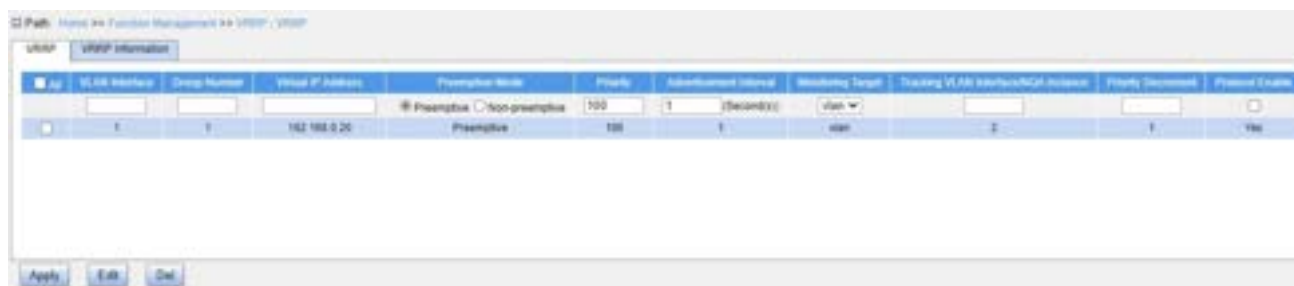 Path: Home >> Function Management >> VRRP : VRRP
VRRP VRRP Information
All VLAN Interface Group Number Virtual IP Address Preemption Mode Priority Advertisement Interval Monitoring Target Tracking VLAN Interface/NQA Instance Priority Decrement Protocol Enable
Preemptive Non-preemptive 100 1 (Second(s)) vlan
1 1 192.168.0.20 Preemptive 100 1 vlan 2 1 Yes
Apply Edit Del